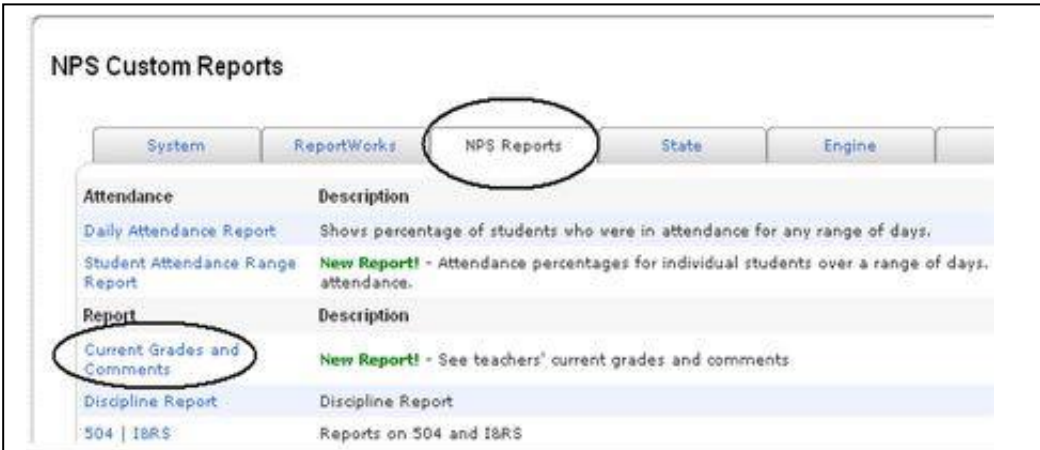 NPS Custom Reports
System ReportWorks NPS Reports State Engine
Attendance Description
Daily Attendance Report Shows percentage of students who were in attendance for any range of days.
Student Attendance Range New Report! - Attendance percentages for individual students over a range of days.
Report attendance.
Report Description
Current Grades and
Comments New Report! - See teachers' current grades and comments
Discipline Report Discipline Report
504 | I&RS Reports on 504 and I&RS